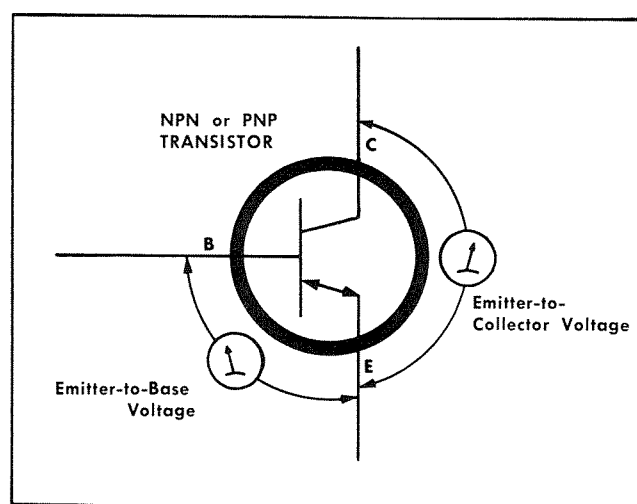 NPN or PNP
TRANSISTOR
C
B
Emitter-to-
Collector Voltage
E
Emitter-to-Base
Voltage